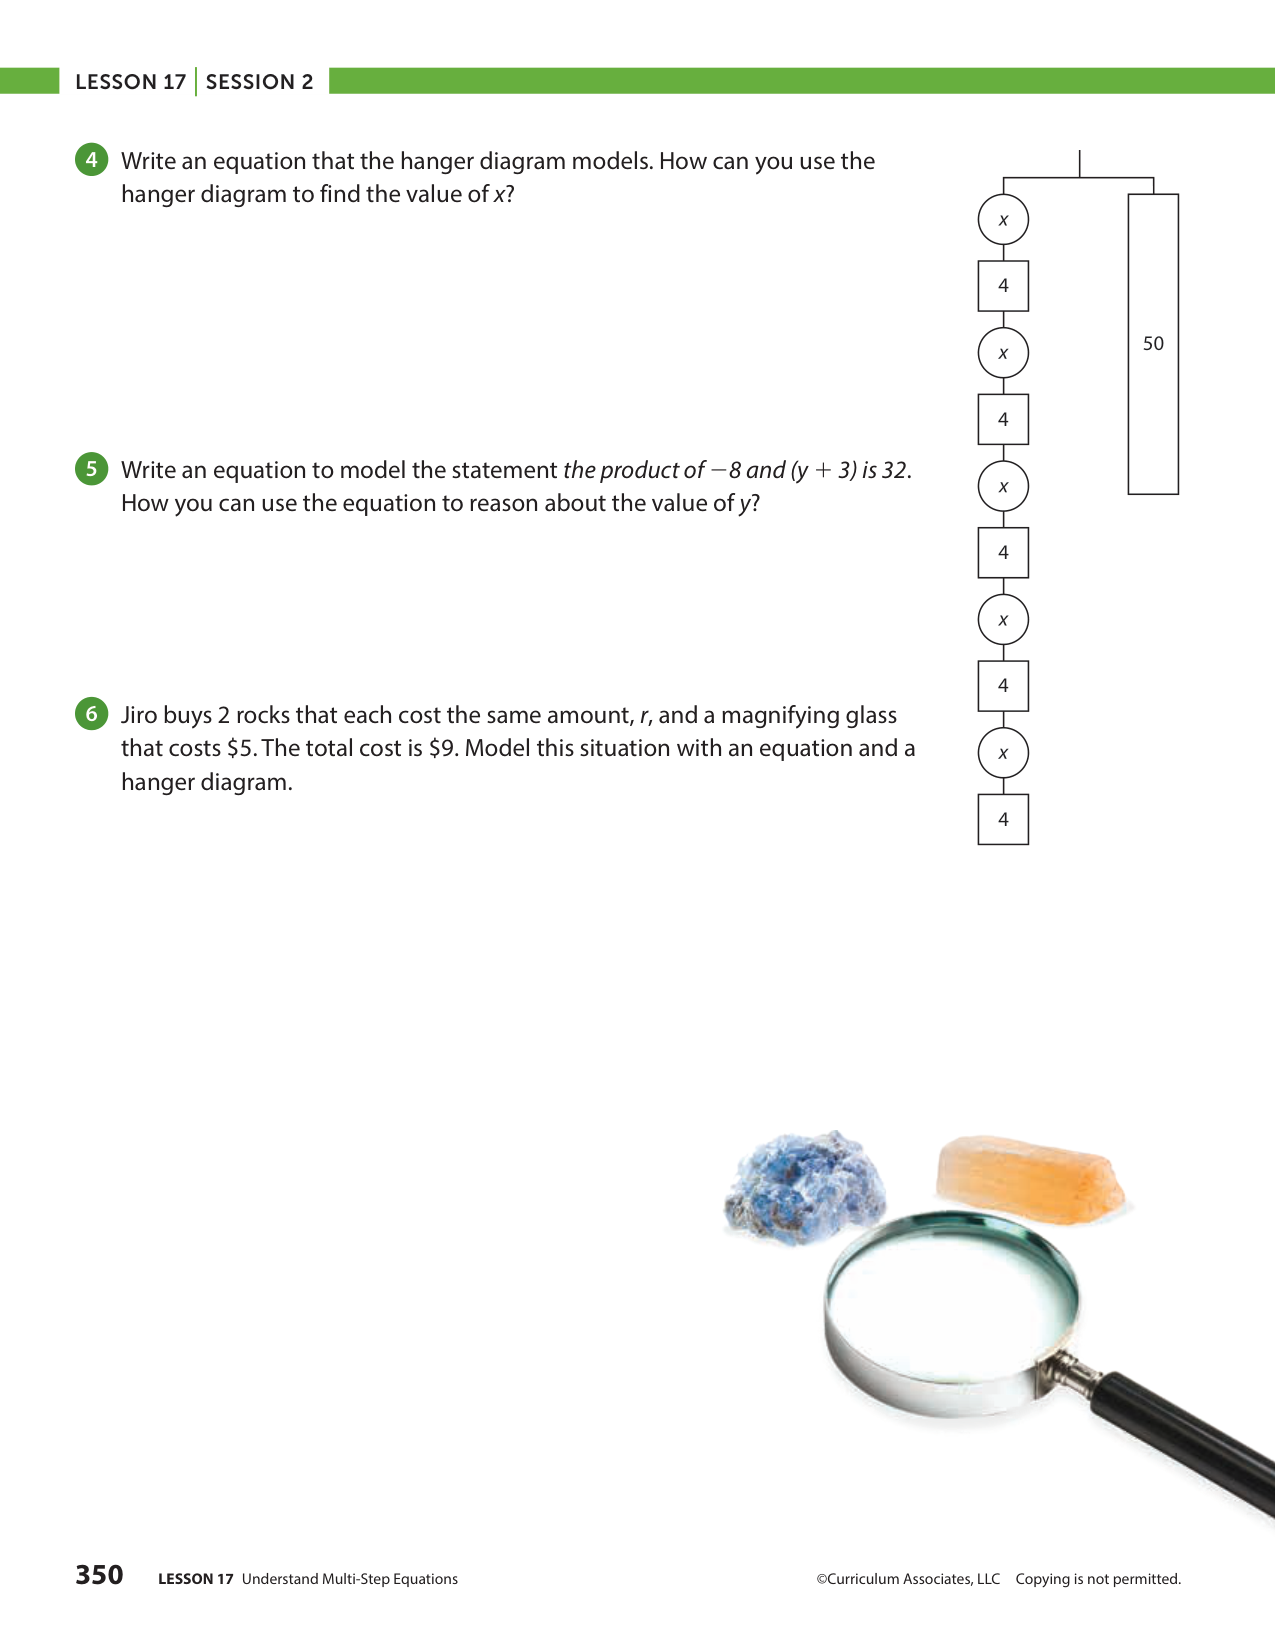 LESSON 17 | SESSION 2
4 Write an equation that the hanger diagram models. How can you use the
hanger diagram to find the value of x?
x
4
x
4
x
4
x
4
x
4
50
5 Write an equation to model the statement the product of −8 and (y + 3) is 32.
How you can use the equation to reason about the value of y?
6 Jiro buys 2 rocks that each cost the same amount, r, and a magnifying glass
that costs $5. The total cost is $9. Model this situation with an equation and a
hanger diagram.
350 LESSON 17 Understand Multi-Step Equations ©Curriculum Associates, LLC Copying is not permitted.